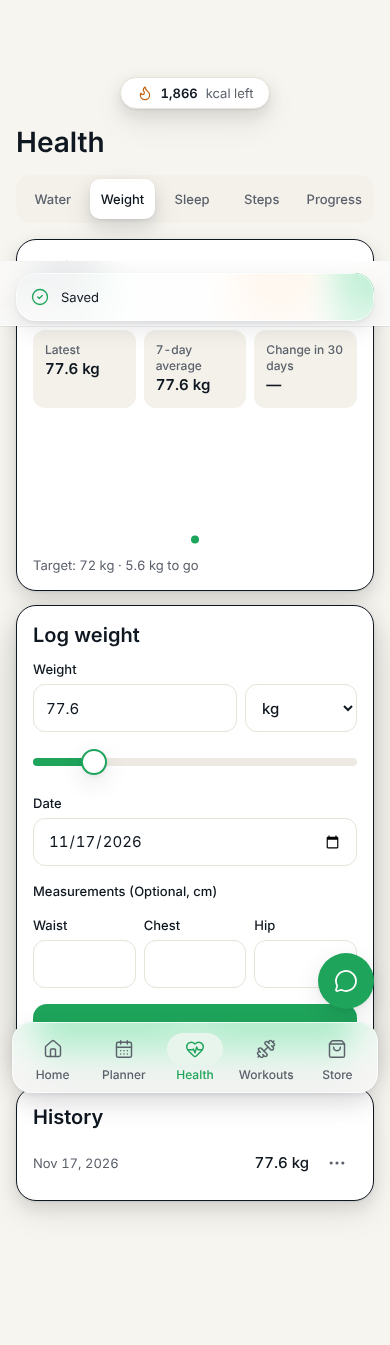 1,866 kcal left
Health
Water Weight Sleep Steps Progress
Saved
Latest
77.6 kg
7-day
average
77.6 kg
Change in 30
days
—
Target: 72 kg · 5.6 kg to go
Log weight
Weight
77.6 kg
Date
11/17/2026
Measurements (Optional, cm)
Waist Chest Hip
Home Planner Health Workouts Store
History
Nov 17, 2026 77.6 kg